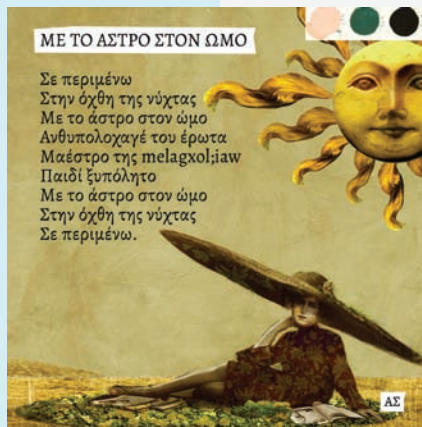 ΜΕ ΤΟ ΑΣΤΡΟ ΣΤΟΝ ΩΜΟ
Σε περιμένω
Στην όχθη της νύχτας
Με το άστρο στον ώμο
Ανθυπολοχαγέ του έρωτα
Μαέστρο της melagxol;iaw
Παιδί ξυπόλητο
Με το άστρο στον ώμο
Στην όχθη της νύχτας
Σε περιμένω.
ΑΣ